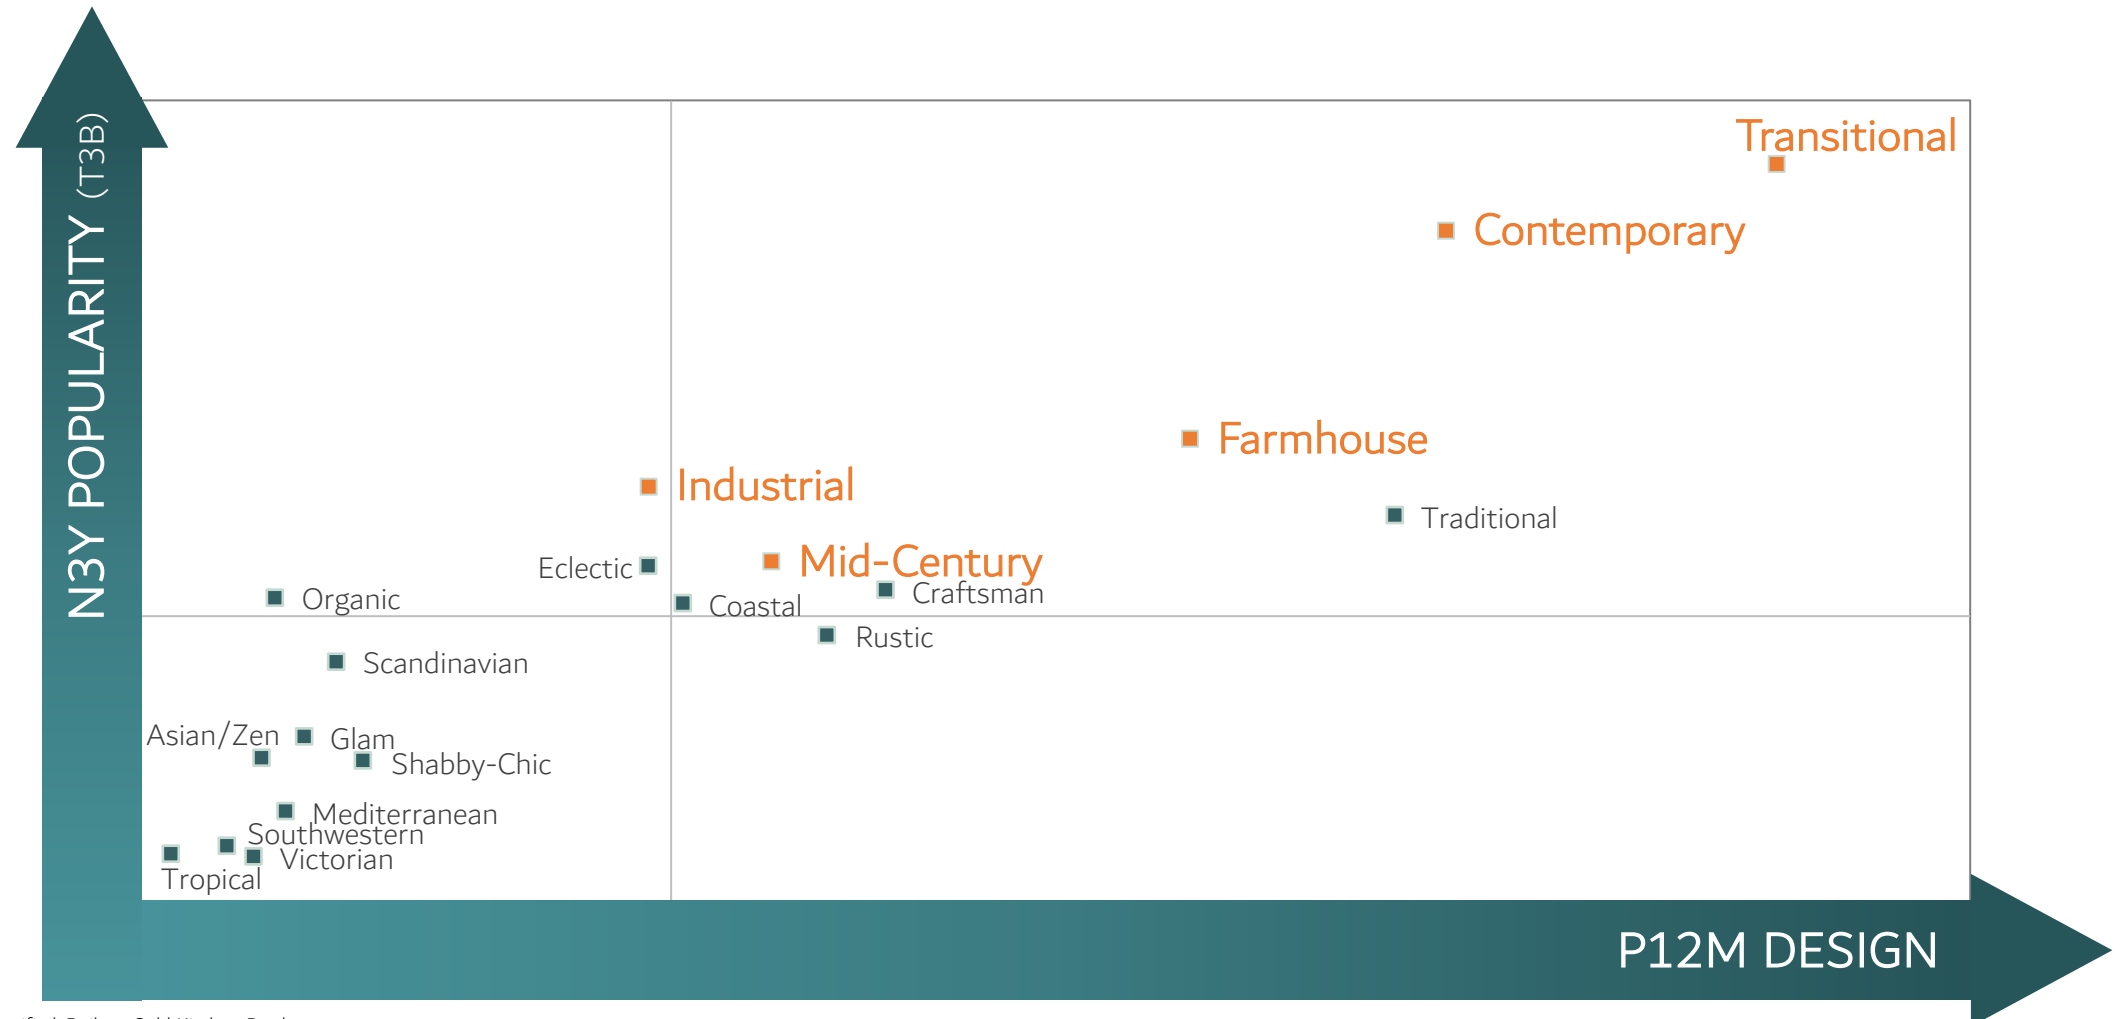 N3Y POPULARITY (T3B)
Transitional
Contemporary
Farmhouse
Industrial
Traditional
Mid-Century
Eclectic
Craftsman
Organic
Coastal
Rustic
Scandinavian
Asian/Zen
Glam
Shabby-Chic
Mediterranean
Southwestern
Victorian
Tropical
P12M DESIGN